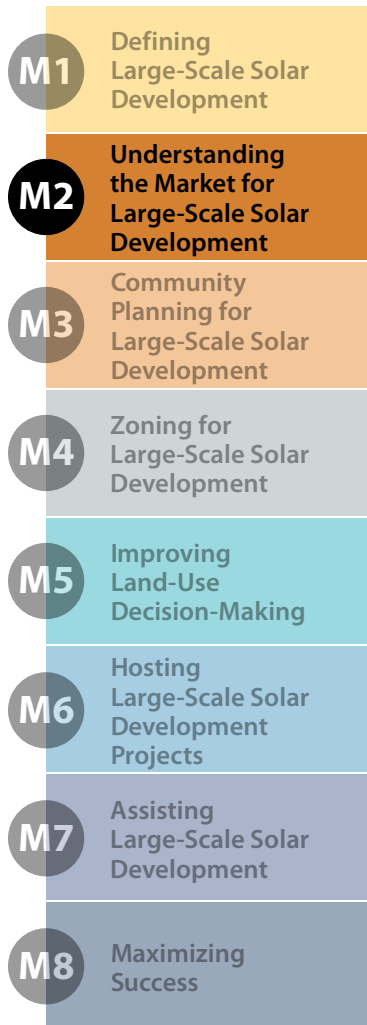 M1
Defining
Large-Scale Solar
Development
M2
Understanding
the Market for
Large-Scale Solar
Development
M3
Community
Planning for
Large-Scale Solar
Development
M4
Zoning for
Large-Scale Solar
Development
M5
Improving
Land-Use
Decision-Making
M6
Hosting
Large-Scale Solar
Development
Projects
M7
Assisting
Large-Scale Solar
Development
M8
Maximizing
Success